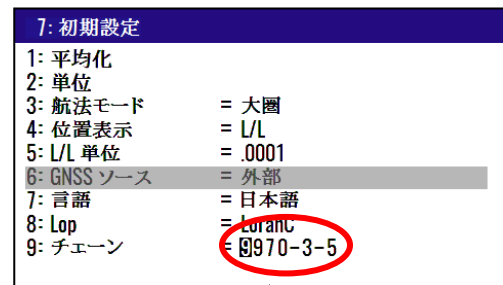 7: 初期設定
1: 平均化
2: 単位
3: 航法モード = 大圏
4: 位置表示 = L/L
5: L/L 単位 = .0001
6: GNSS ソース = 外部
7: 言語 = 日本語
8: Lop = LoranC
9: チェーン = 9970-3-5